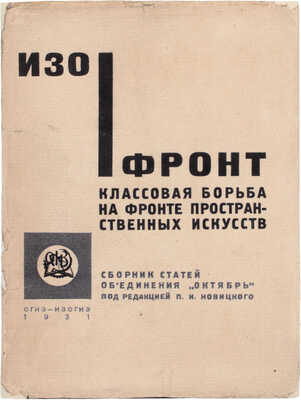 ИЗО
ФРОНТ
КЛАССОВАЯ БОРЬБА
НА ФРОНТЕ ПРОСТРАН-
СТВЕННЫХ ИСКУССТВ
СБОРНИК СТАТЕЙ
ОБ'ЕДИНЕНИЯ „ОКТЯБРЬ"
ПОД РЕДАКЦИЕЙ П. И. НОВИЦКОГО
ОГИЗ—ИЗОГИЗ
1931